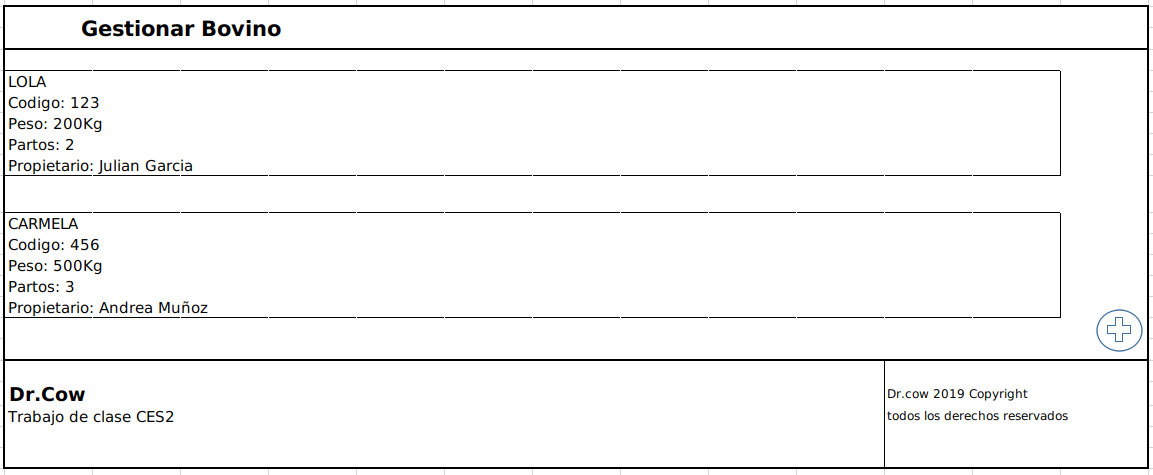 Gestionar Bovino
LOLA
Codigo: 123
Peso: 200Kg
Partos: 2
Propietario: Julian Garcia
CARMELA
Codigo: 456
Peso: 500Kg
Partos: 3
Propietario: Andrea Muñoz
Dr.Cow
Trabajo de clase CES2
Dr.cow 2019 Copyright
todos los derechos reservados